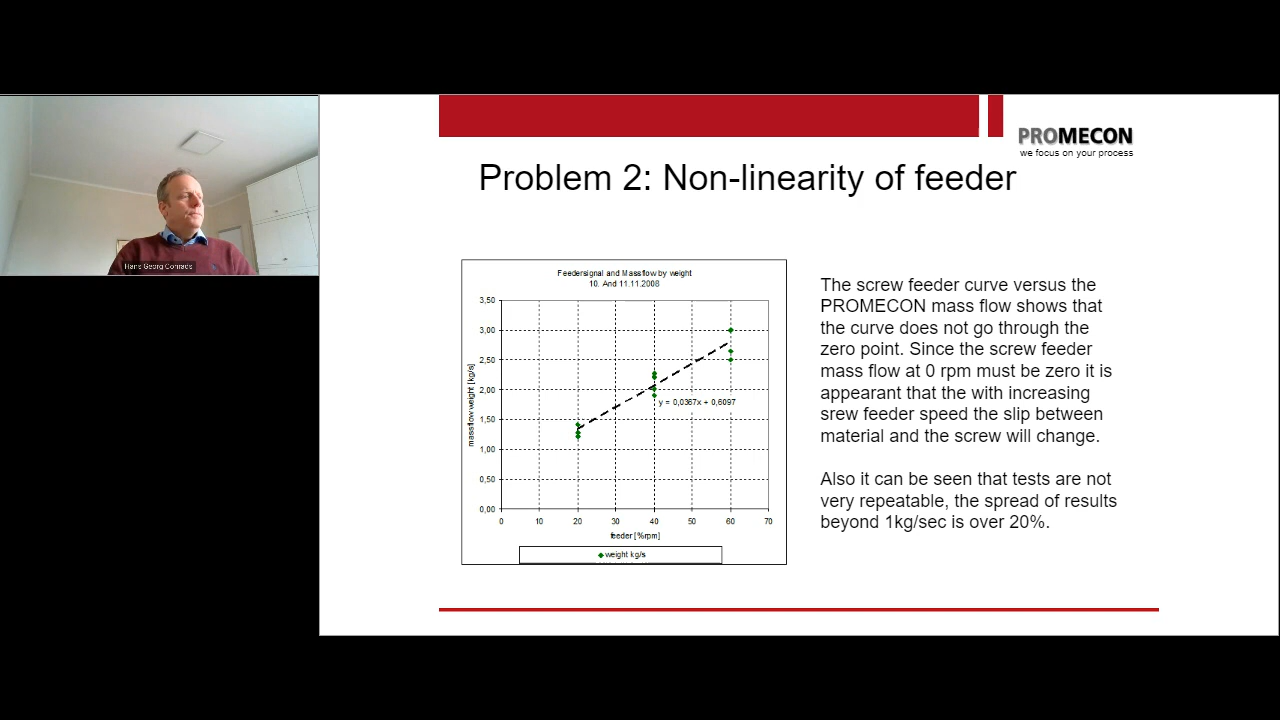 PROMECON
we focus on your process
Problem 2: Non-linearity of feeder
Feedersignal and Massflow by weight
10. And 11.11.2008
massflow weight [kg/s]
3,50
3,00
2,50
2,00
1,50
1,00
0,50
0,00
y = 0,0367x + 0,6097
0 10 20 30 40 50 60 70
feeder [%rpm]
weight kg/s
The screw feeder curve versus the
PROMECON mass flow shows that
the curve does not go through the
zero point. Since the screw feeder
mass flow at 0 rpm must be zero it is
appearant that the with increasing
srew feeder speed the slip between
material and the screw will change.
Also it can be seen that tests are not
very repeatable, the spread of results
beyond 1kg/sec is over 20%.
Hans Georg Conrads